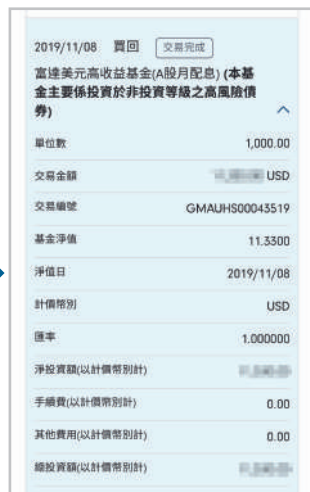 2019/11/08 買回 交易完成
富達美元高收益基金(A股月配息) (本基
金主要係投資於非投資等級之高風險債
券)
單位數 1,000.00
交易金額 USD
交易編號 GMAUHS00043519
基金淨值 11.3300
淨值日 2019/11/08
計價幣別 USD
匯率 1.000000
淨投資額(以計價幣別計)
手續費(以計價幣別計) 0.00
其他費用(以計價幣別計) 0.00
總投資額(以計價幣別計)